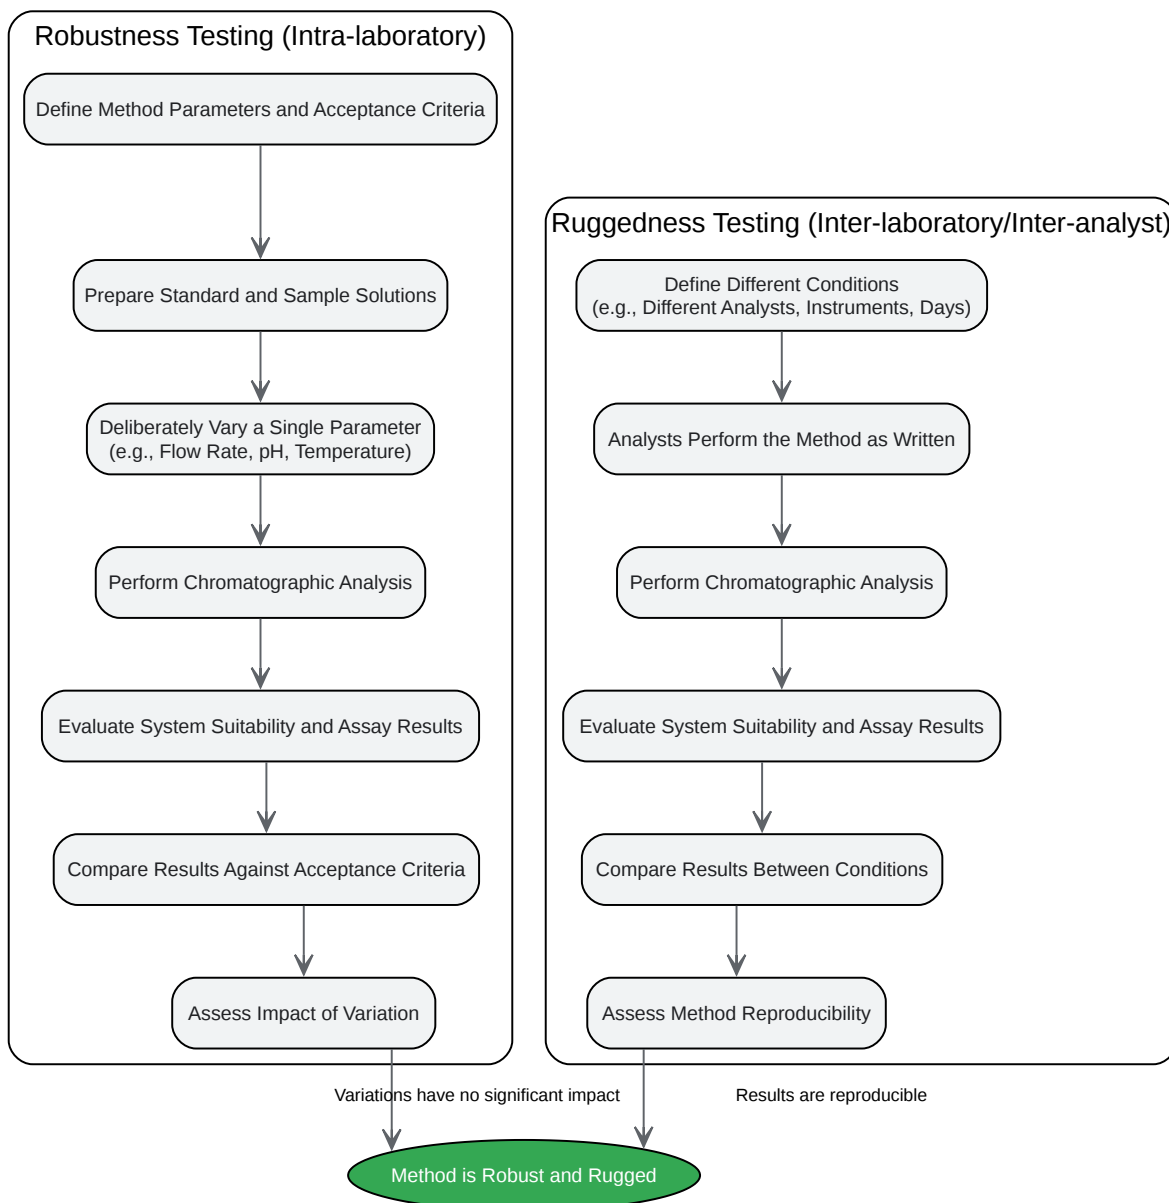 Robustness Testing (Intra-laboratory)
Define Method Parameters and Acceptance Criteria
Prepare Standard and Sample Solutions
Deliberately Vary a Single Parameter
(e.g., Flow Rate, pH, Temperature)
Perform Chromatographic Analysis
Evaluate System Suitability and Assay Results
Compare Results Against Acceptance Criteria
Assess Impact of Variation
Ruggedness Testing (Inter-laboratory/Inter-analyst)
Define Different Conditions
(e.g., Different Analysts, Instruments, Days)
Analysts Perform the Method as Written
Perform Chromatographic Analysis
Evaluate System Suitability and Assay Results
Compare Results Between Conditions
Assess Method Reproducibility
Variations have no significant impact
Results are reproducible
Method is Robust and Rugged